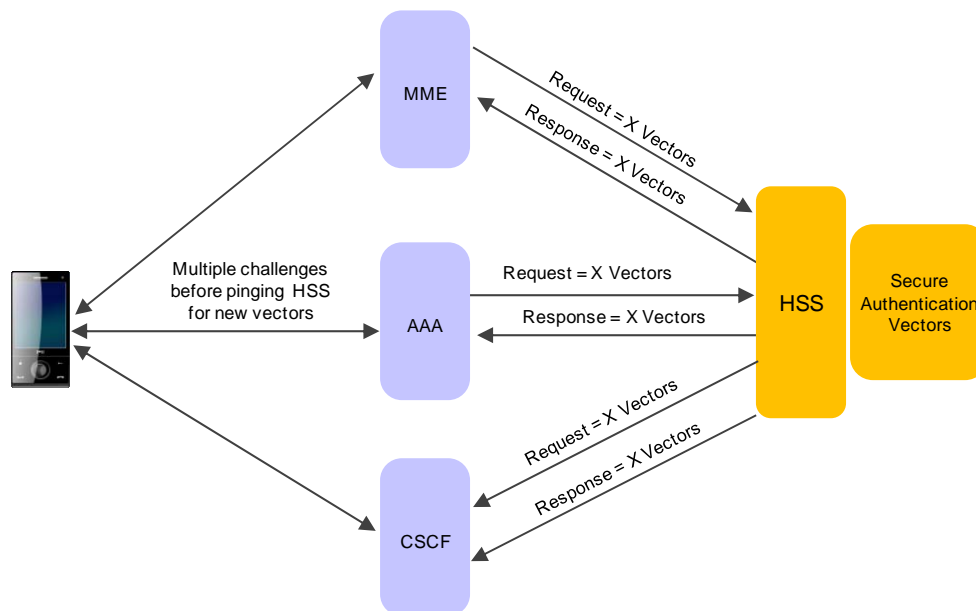 MME
Request = X Vectors
Response = X Vectors
Multiple challenges
before pinging HSS
for new vectors
AAA
Request = X Vectors
Response = X Vectors
HSS
Secure
Authentication
Vectors
Request = X Vectors
Response = X Vectors
CSCF